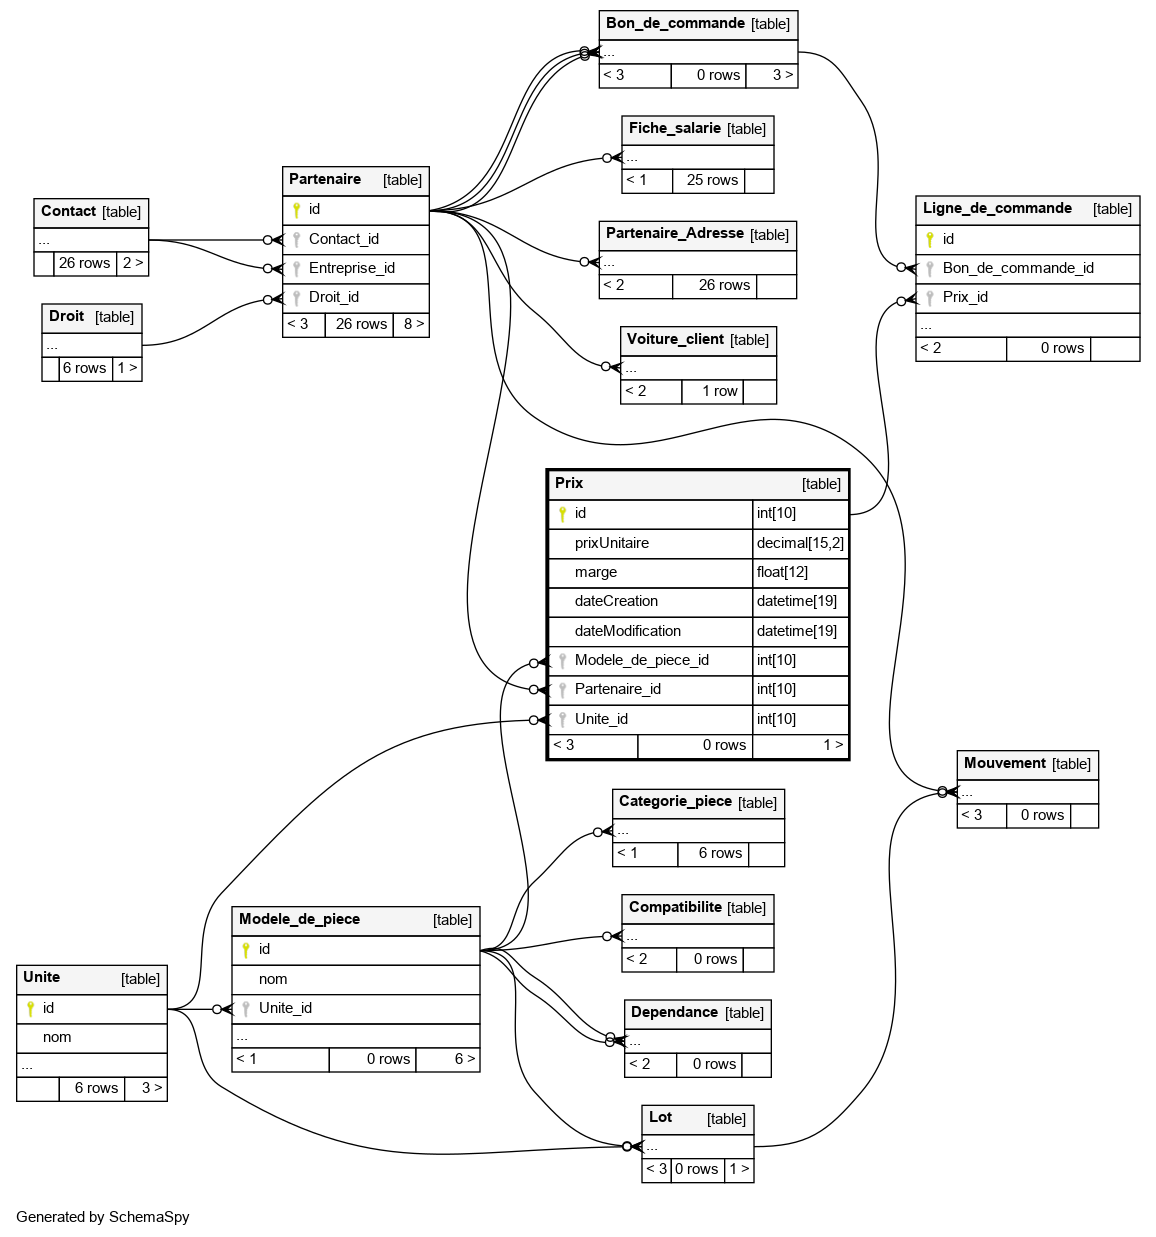 Bon_de_commande [table]
...
< 3 0 rows 3 >
Fiche_salarie [table]
...
< 1 25 rows
Partenaire [table]
id
Contact_id
Entreprise_id
Droit_id
< 3 26 rows 8 >
Contact [table]
...
26 rows 2 >
Droit [table]
...
6 rows 1 >
Partenaire_Adresse [table]
...
< 2 26 rows
Ligne_de_commande [table]
id
Bon_de_commande_id
Prix_id
...
< 2 0 rows
Voiture_client [table]
...
< 2 1 row
Prix [table]
id int[10]
prixUnitaire decimal[15,2]
marge float[12]
dateCreation datetime[19]
dateModification datetime[19]
Modele_de_piece_id int[10]
Partenaire_id int[10]
Unite_id int[10]
< 3 0 rows 1 >
Mouvement [table]
...
< 3 0 rows
Categorie_piece [table]
...
< 1 6 rows
Compatibilite [table]
...
< 2 0 rows
Modele_de_piece [table]
id
nom
Unite_id
...
< 1 0 rows 6 >
Unite [table]
id
nom
...
6 rows 3 >
Dependance [table]
...
< 2 0 rows
Lot [table]
...
< 3 0 rows 1 >
Generated by SchemaSpy